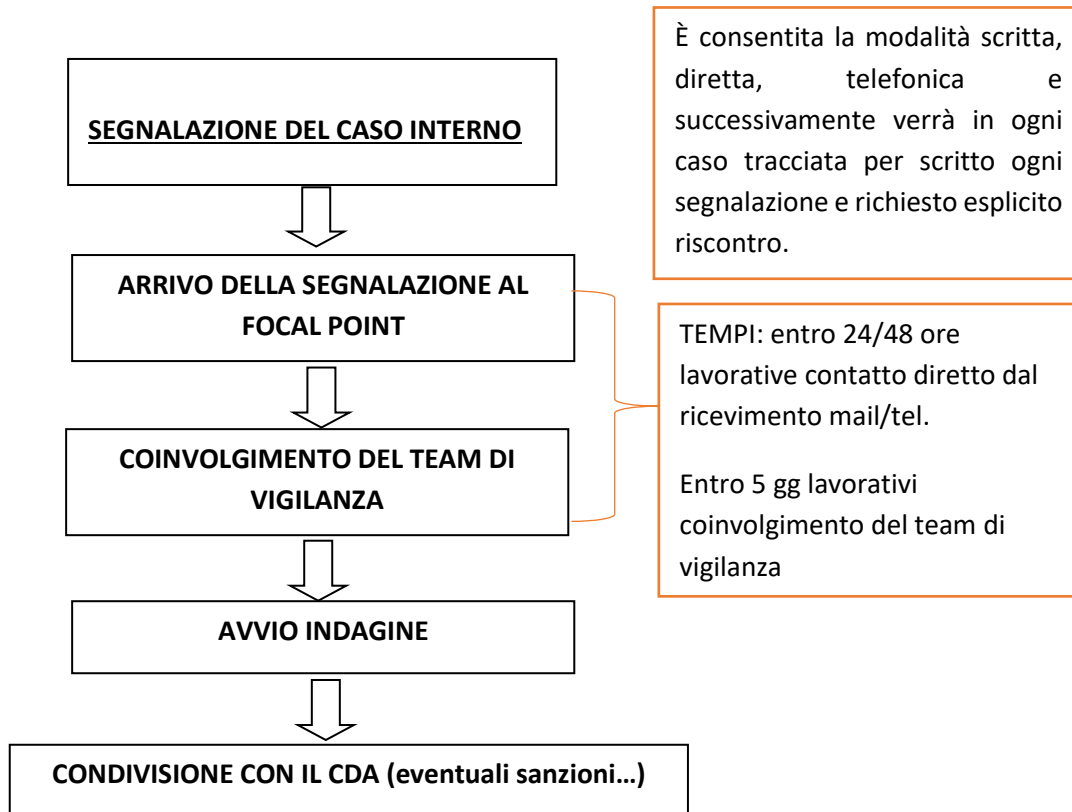 È consentita la modalità scritta,
diretta, telefonica e
successivamente verrà in ogni
caso tracciata per scritto ogni
segnalazione e richiesto esplicito
riscontro.
SEGNALAZIONE DEL CASO INTERNO
ARRIVO DELLA SEGNALAZIONE AL
FOCAL POINT
TEMPI: entro 24/48 ore
lavorative contatto diretto dal
ricevimento mail/tel.
Entro 5 gg lavorativi
coinvolgimento del team di
vigilanza
COINVOLGIMENTO DEL TEAM DI
VIGILANZA
AVVIO INDAGINE
CONDIVISIONE CON IL CDA (eventuali sanzioni...)